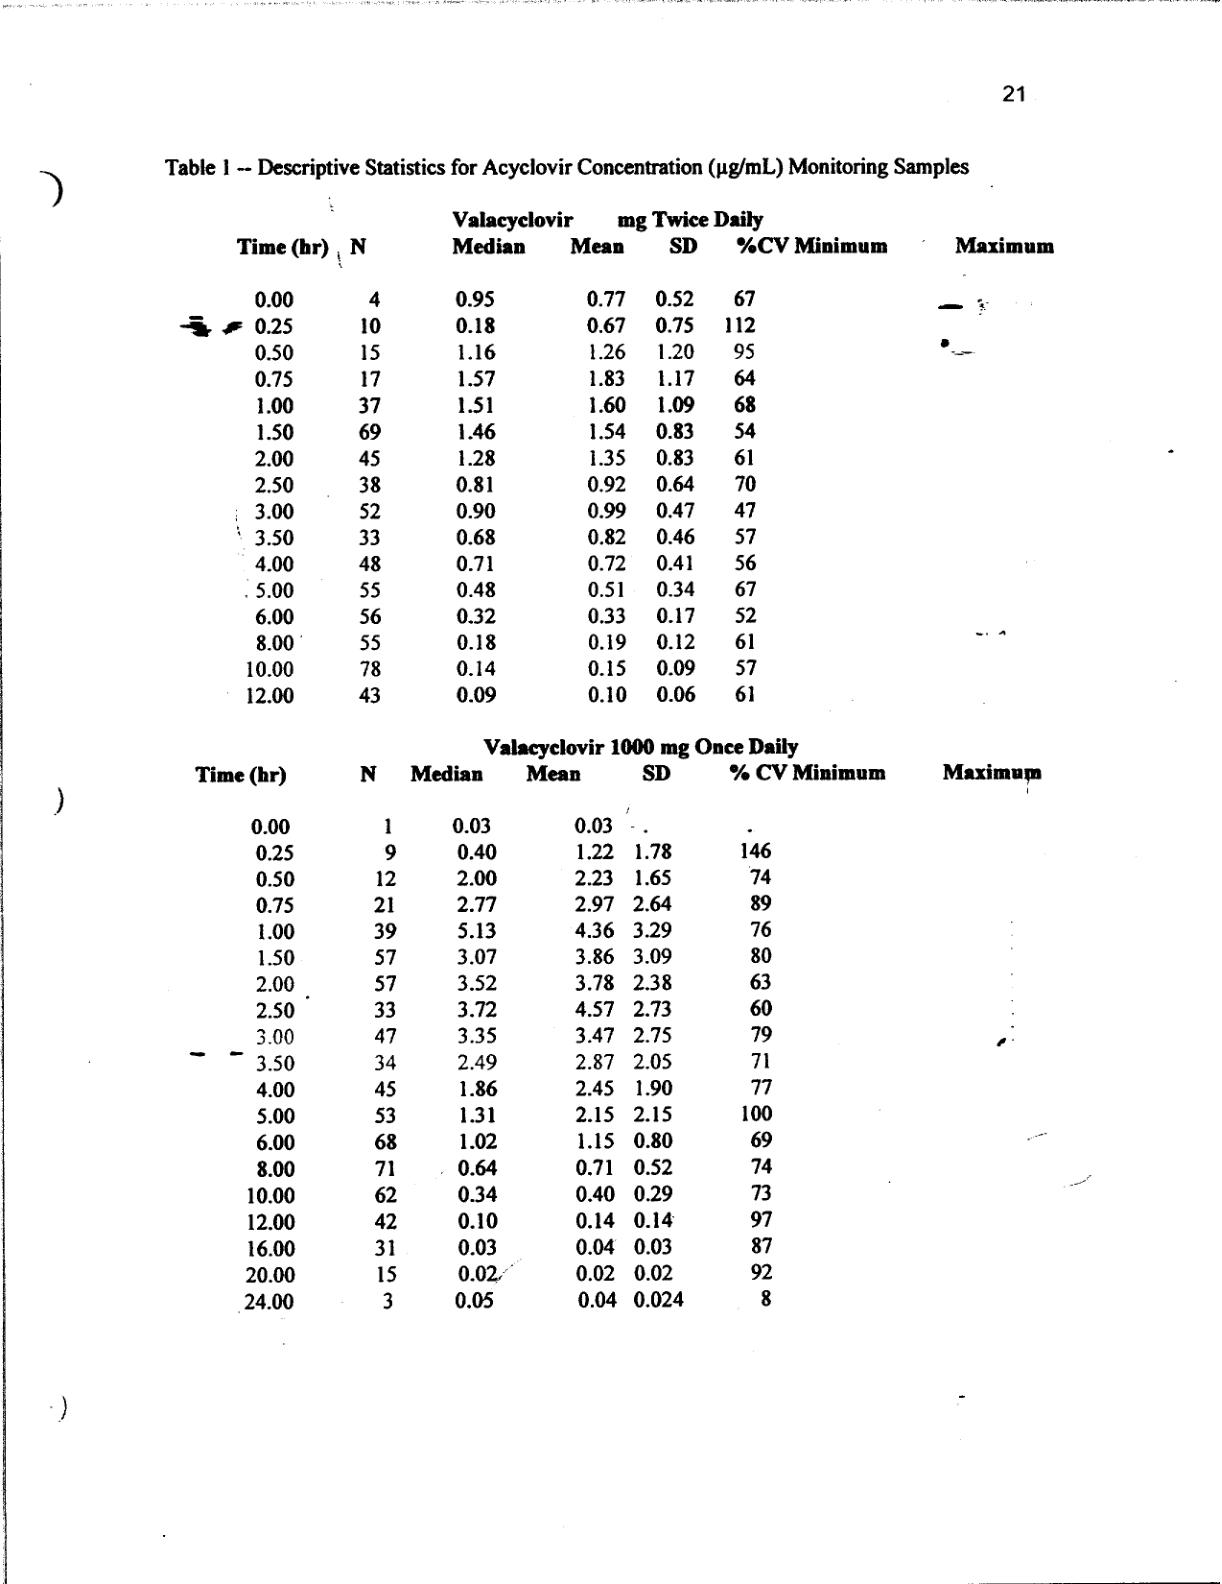 21
Table 1 -- Descriptive Statistics for Acyclovir Concentration (µg/mL) Monitoring Samples
Valacyclovir mg Twice Daily
Time (hr) N Median Mean SD %CV Minimum Maximum
0.00 4 0.95 0.77 0.52 67
0.25 10 0.18 0.67 0.75 112
0.50 15 1.16 1.26 1.20 95
0.75 17 1.57 1.83 1.17 64
1.00 37 1.51 1.60 1.09 68
1.50 69 1.46 1.54 0.83 54
2.00 45 1.28 1.35 0.83 61
2.50 38 0.81 0.92 0.64 70
3.00 52 0.90 0.99 0.47 47
3.50 33 0.68 0.82 0.46 57
4.00 48 0.71 0.72 0.41 56
5.00 55 0.48 0.51 0.34 67
6.00 56 0.32 0.33 0.17 52
8.00 55 0.18 0.19 0.12 61
10.00 78 0.14 0.15 0.09 57
12.00 43 0.09 0.10 0.06 61
Valacyclovir 1000 mg Once Daily
Time (hr) N Median Mean SD % CV Minimum Maximum
0.00 1 0.03 0.03 . .
0.25 9 0.40 1.22 1.78 146
0.50 12 2.00 2.23 1.65 74
0.75 21 2.77 2.97 2.64 89
1.00 39 5.13 4.36 3.29 76
1.50 57 3.07 3.86 3.09 80
2.00 57 3.52 3.78 2.38 63
2.50 33 3.72 4.57 2.73 60
3.00 47 3.35 3.47 2.75 79
3.50 34 2.49 2.87 2.05 71
4.00 45 1.86 2.45 1.90 77
5.00 53 1.31 2.15 2.15 100
6.00 68 1.02 1.15 0.80 69
8.00 71 0.64 0.71 0.52 74
10.00 62 0.34 0.40 0.29 73
12.00 42 0.10 0.14 0.14 97
16.00 31 0.03 0.04 0.03 87
20.00 15 0.02 0.02 0.02 92
24.00 3 0.05 0.04 0.024 8